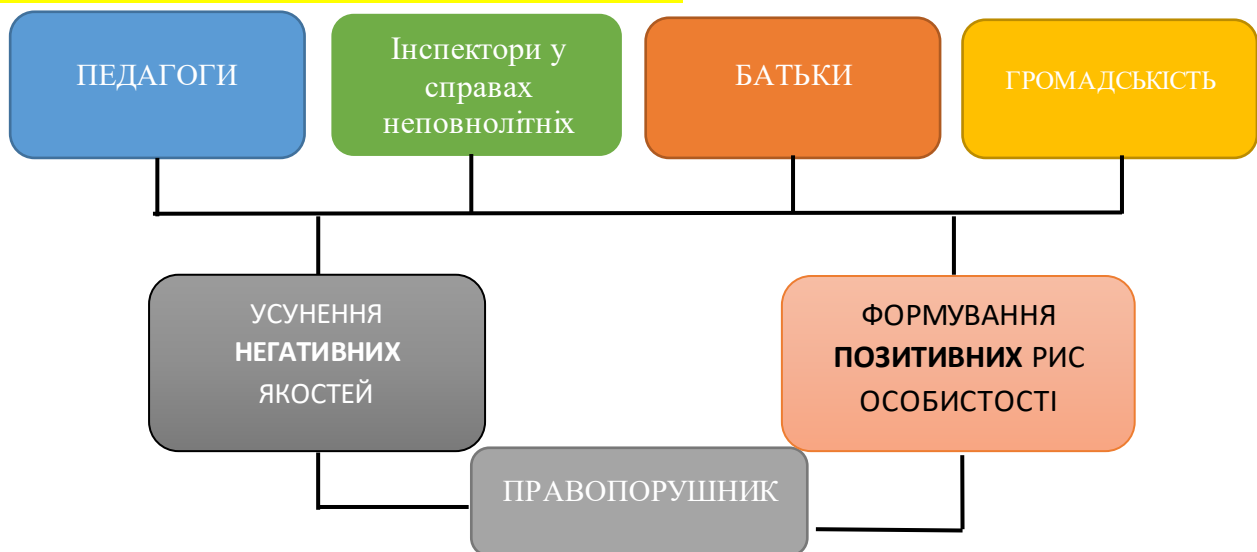 ПЕДАГОГИ
Інспектори у
справах
неповнолітніх
БАТЬКИ
ГРОМАДСЬКІСТЬ
УСУНЕННЯ
НЕГАТИВНИХ
ЯКОСТЕЙ
ФОРМУВАННЯ
ПОЗИТИВНИХ РИС
ОСОБИСТОСТІ
ПРАВОПОРУШНИК